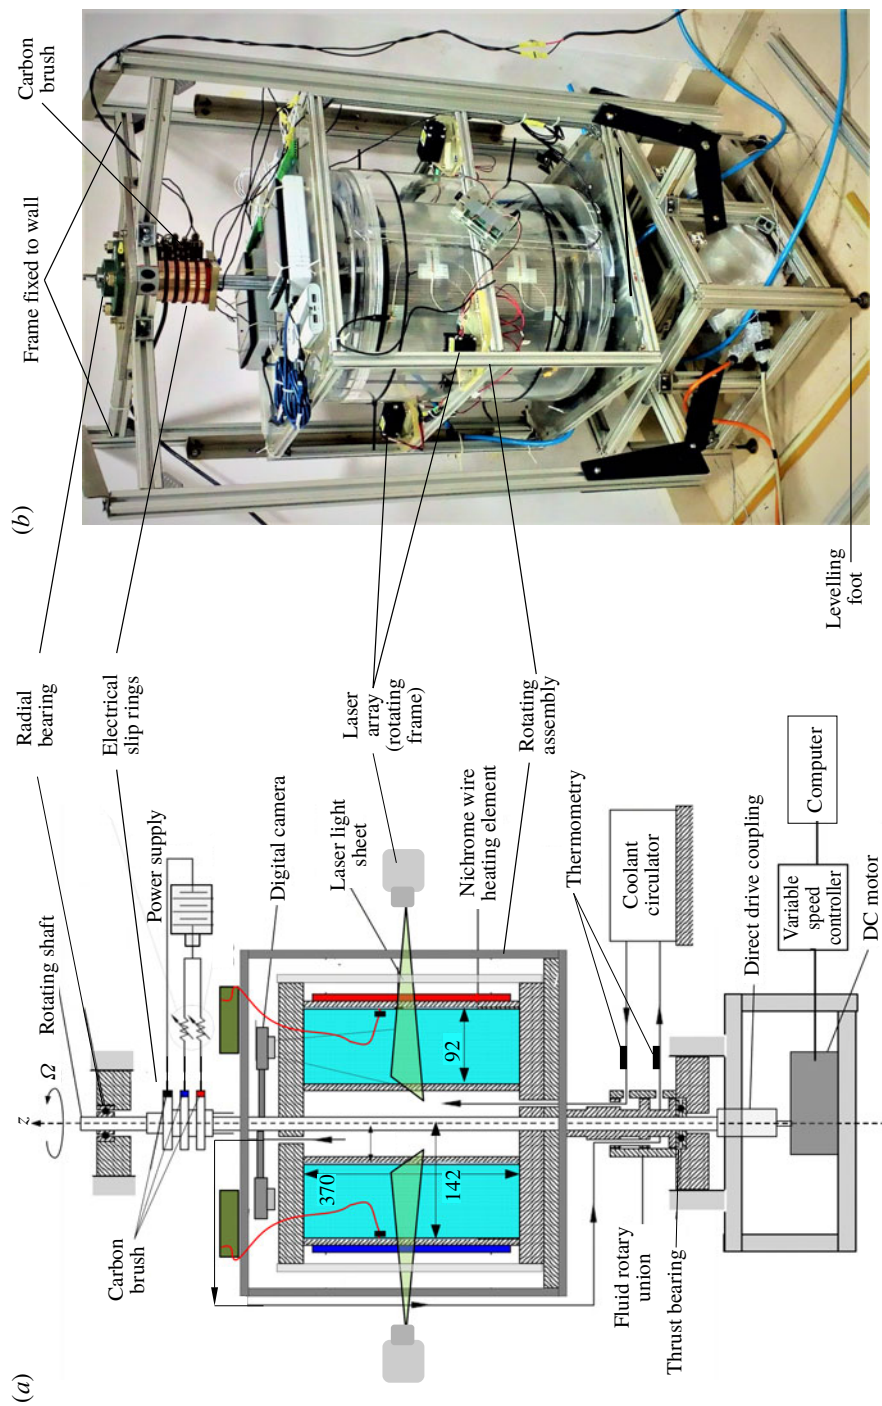 (a)
z
Ω
Rotating shaft
Radial
bearing
Electrical
slip rings
Power supply
Carbon
brush
Digital camera
Laser light
sheet
Laser
array
(rotating
frame)
Nichrome wire
heating element
Rotating
assembly
370
142
92
Thermometry
Coolant
circulator
Fluid rotary
union
Thrust bearing
Direct drive coupling
Variable
speed
controller
Computer
DC motor
(b)
Frame fixed to wall
Carbon
brush
Levelling
foot